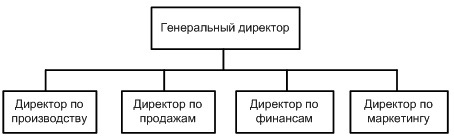 Генеральный директор
Директор по
производству
Директор по
продажам
Директор по
финансам
Директор по
маркетингу